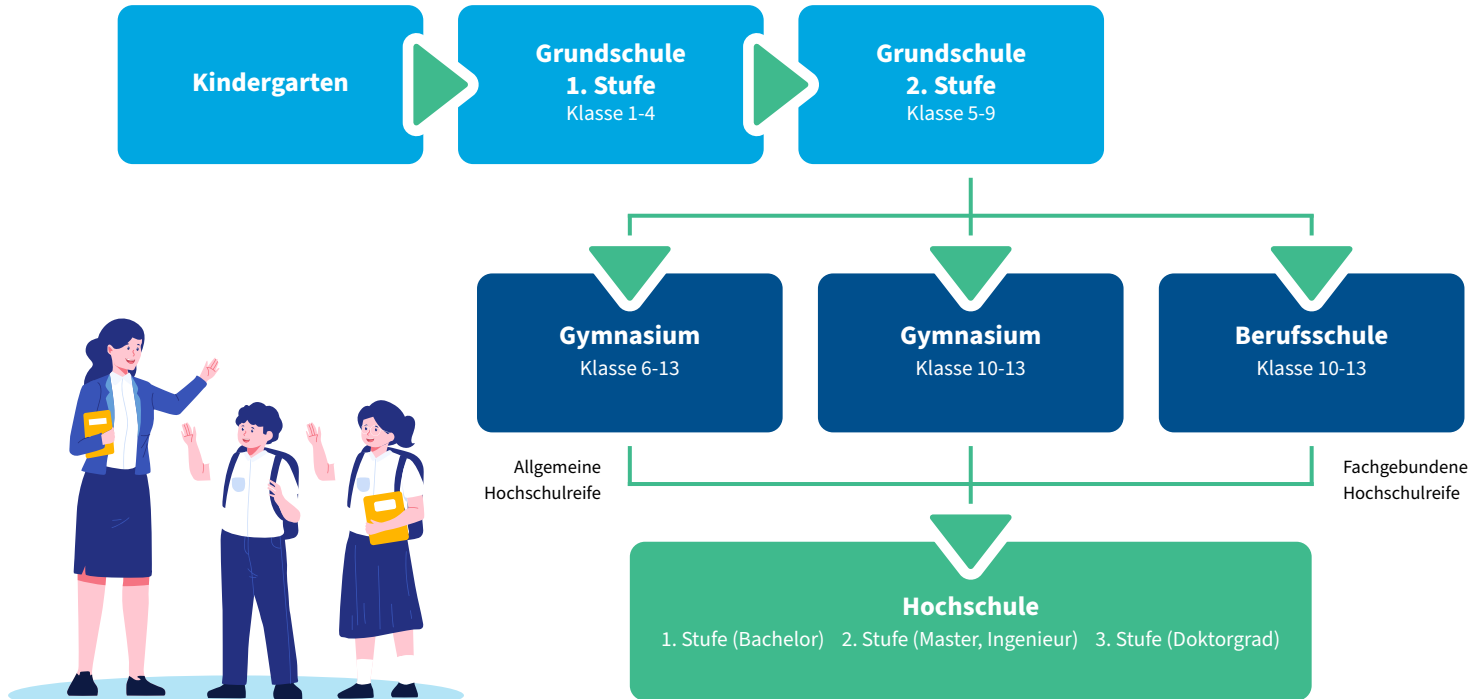 Kindergarten
Grundschule
1. Stufe
Klasse 1-4
Grundschule
2. Stufe
Klasse 5-9
Gymnasium
Klasse 6-13
Gymnasium
Klasse 10-13
Berufsschule
Klasse 10-13
Allgemeine
Hochschulreife
Fachgebundene
Hochschulreife
Hochschule
1. Stufe (Bachelor) 2. Stufe (Master, Ingenieur) 3. Stufe (Doktorgrad)